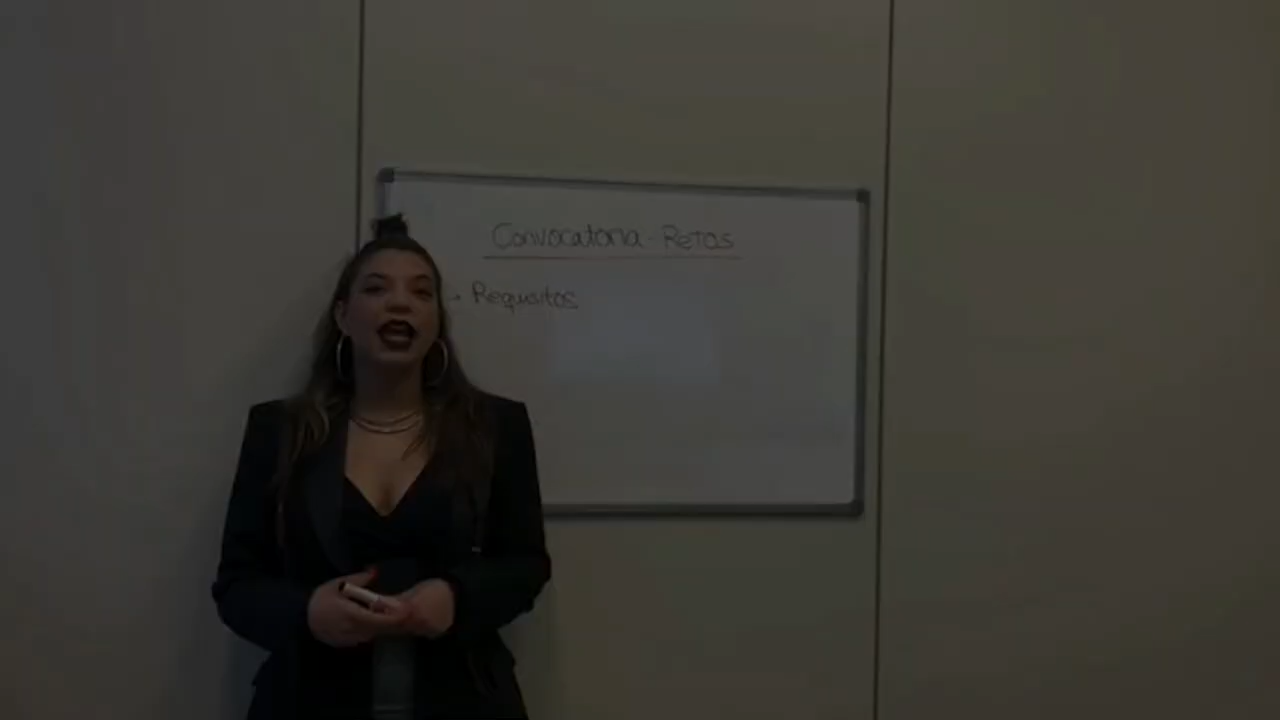 Convocatoria - Retos
→ Requisitos